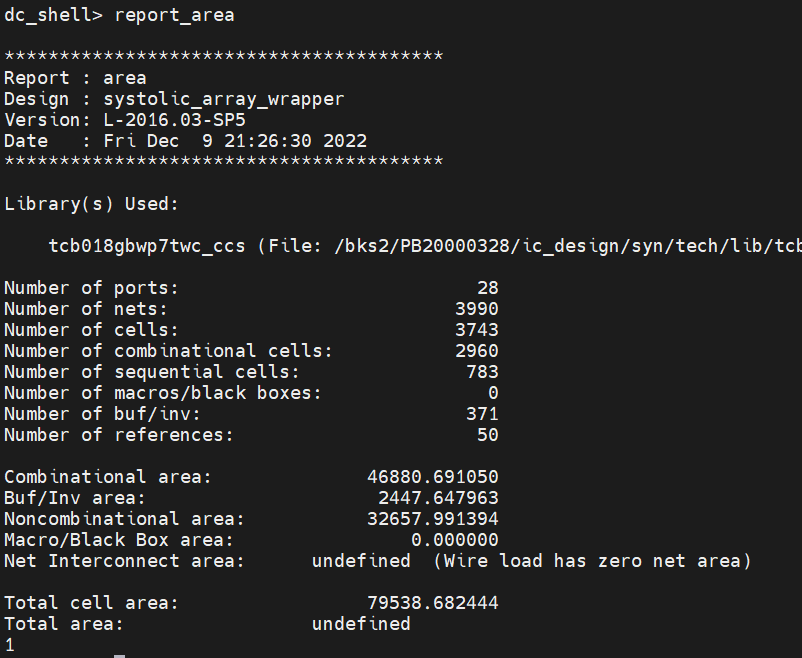 dc_shell> report_area
****************************************
Report : area
Design : systolic_array_wrapper
Version: L-2016.03-SP5
Date   : Fri Dec  9 21:26:30 2022
****************************************
Library(s) Used:
    tcb018gbwp7twc_ccs (File: /bks2/PB20000328/ic_design/syn/tech/lib/tcb
Number of ports:                           28
Number of nets:                          3990
Number of cells:                         3743
Number of combinational cells:           2960
Number of sequential cells:               783
Number of macros/black boxes:               0
Number of buf/inv:                        371
Number of references:                      50
Combinational area:              46880.691050
Buf/Inv area:                     2447.647963
Noncombinational area:           32657.991394
Macro/Black Box area:                0.000000
Net Interconnect area:      undefined  (Wire load has zero net area)
Total cell area:                 79538.682444
Total area:                 undefined
1